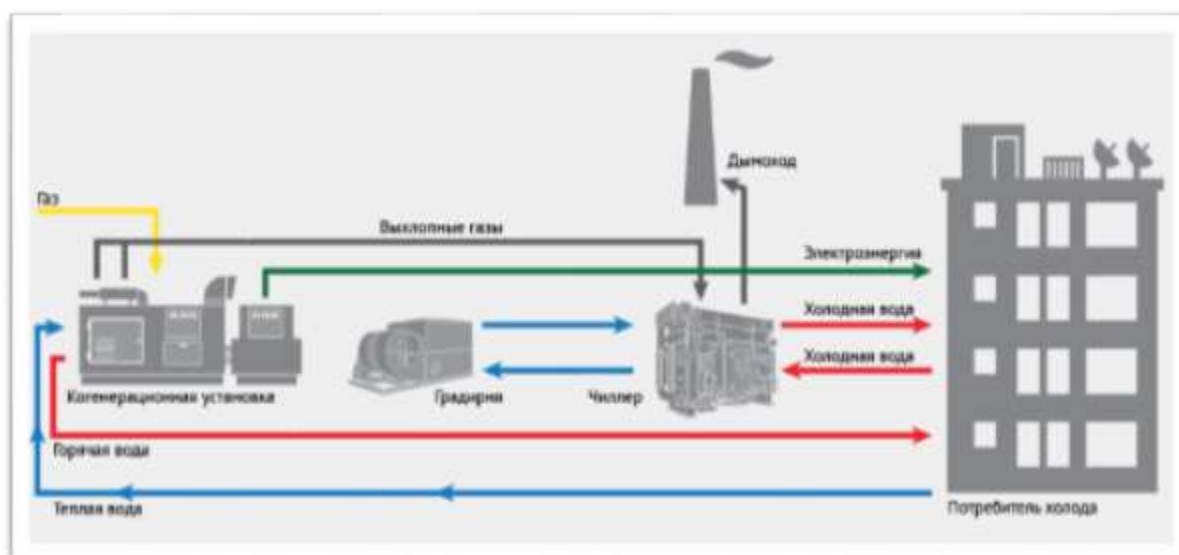 Дымоход
Газ
Выхлопные газы
Электроэнергия
Холодная вода
Холодная вода
Когенерационная установка
Градирня
Чиллер
Горячая вода
Теплая вода
Потребитель холода